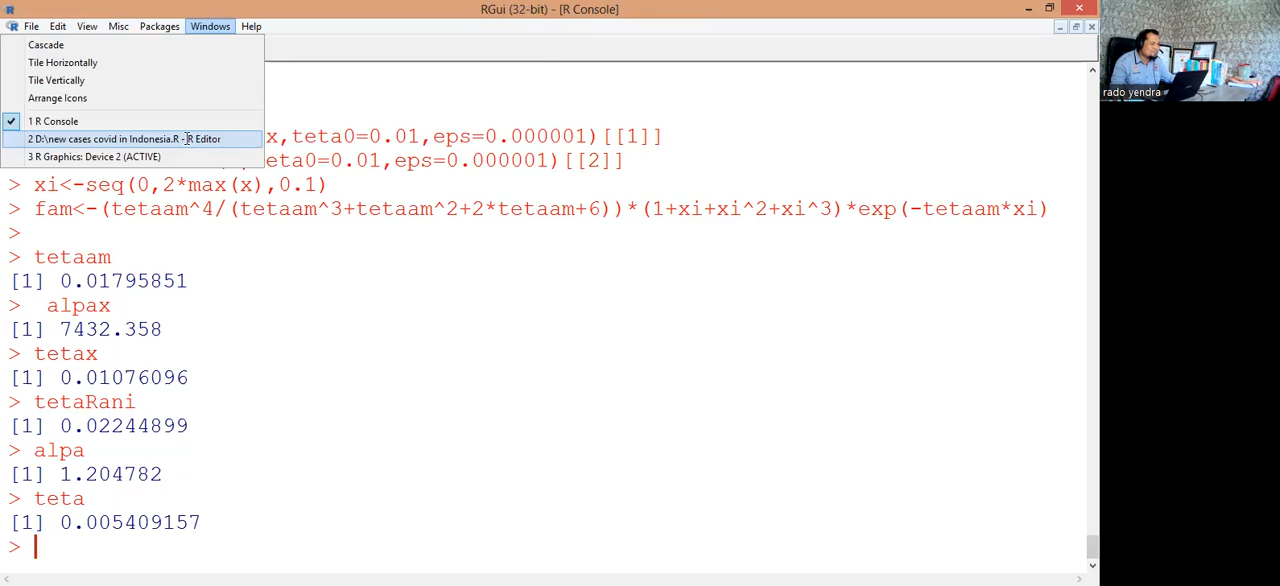 RGui (32-bit) - [R Console]
File Edit View Misc Packages Windows Help
Cascade
Tile Horizontally
Tile Vertically
Arrange Icons
1 R Console
2 D:\new cases covid in Indonesia.R - R Editor
3 R Graphics: Device 2 (ACTIVE)
x,teta0=0.01,eps=0.000001)[[1]]
eta0=0.01,eps=0.000001)[[2]]
> xi<-seq(0,2*max(x),0.1)
> fam<-(tetaam^4/(tetaam^3+tetaam^2+2*tetaam+6))*(1+xi+xi^2+xi^3)*exp(-tetaam*xi)
>
> tetaam
[1] 0.01795851
>  alpax
[1] 7432.358
> tetax
[1] 0.01076096
> tetaRani
[1] 0.02244899
> alpa
[1] 1.204782
> teta
[1] 0.005409157
>
rado yendra